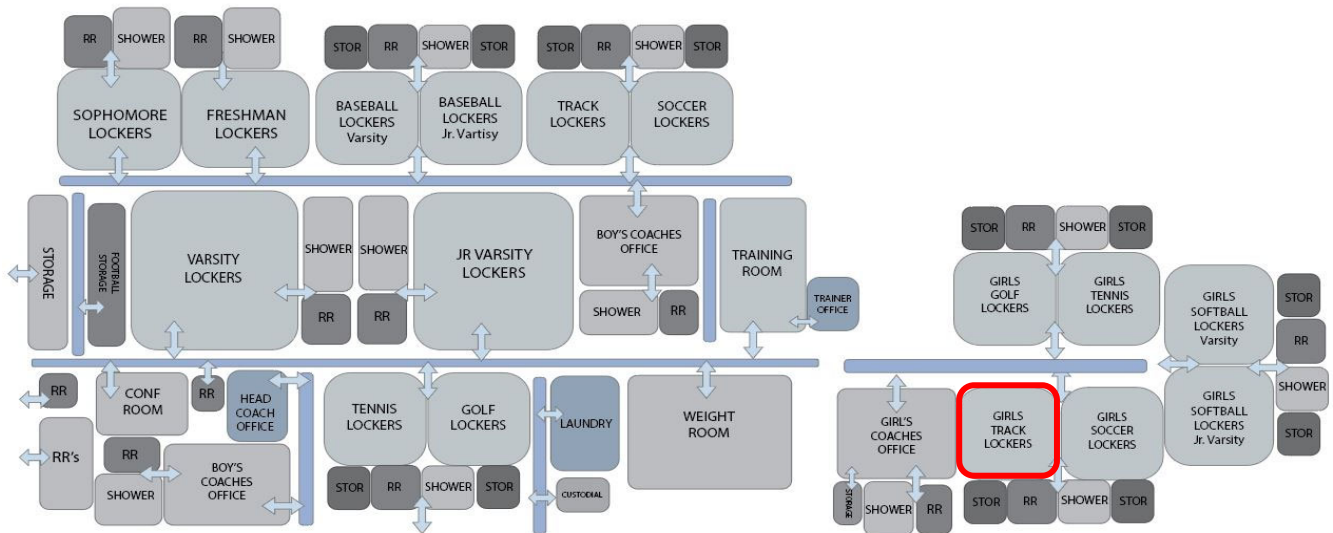 RR
SHOWER
RR
SHOWER
STOR
RR
SHOWER
STOR
STOR
RR
SHOWER
STOR
SOPHOMORE
LOCKERS
FRESHMAN
LOCKERS
BASEBALL
LOCKERS
Varsity
BASEBALL
LOCKERS
Jr. Vartisy
TRACK
LOCKERS
SOCCER
LOCKERS
STORAGE
FOOTBALL
STORAGE
VARSITY
LOCKERS
SHOWER
RR
SHOWER
RR
JR VARSITY
LOCKERS
BOY'S COACHES
OFFICE
SHOWER
RR
TRAINING
ROOM
TRAINER
OFFICE
RR
CONF
ROOM
RR
HEAD
COACH
OFFICE
RR's
RR
SHOWER
BOY'S
COACHES
OFFICE
TENNIS
LOCKERS
GOLF
LOCKERS
STOR
RR
SHOWER
STOR
LAUNDRY
CUSTODIAL
WEIGHT
ROOM
STOR
RR
SHOWER
STOR
GIRLS
GOLF
LOCKERS
GIRLS
TENNIS
LOCKERS
GIRLS
SOFTBALL
LOCKERS
Varsity
STOR
RR
SHOWER
STOR
GIRLS
SOFTBALL
LOCKERS
Jr. Varsity
GIRL'S
COACHES
OFFICE
GIRLS
TRACK
LOCKERS
GIRLS
SOCCER
LOCKERS
STORAGE
SHOWER
RR
STOR
RR
SHOWER
STOR